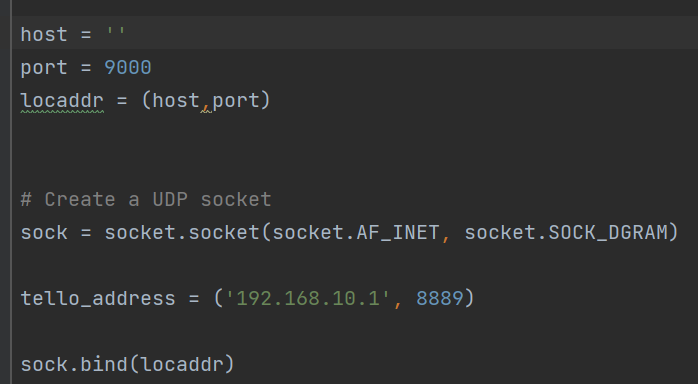 host = ''
port = 9000
locaddr = (host,port)
# Create a UDP socket
sock = socket.socket(socket.AF_INET, socket.SOCK_DGRAM)
tello_address = ('192.168.10.1', 8889)
sock.bind(locaddr)